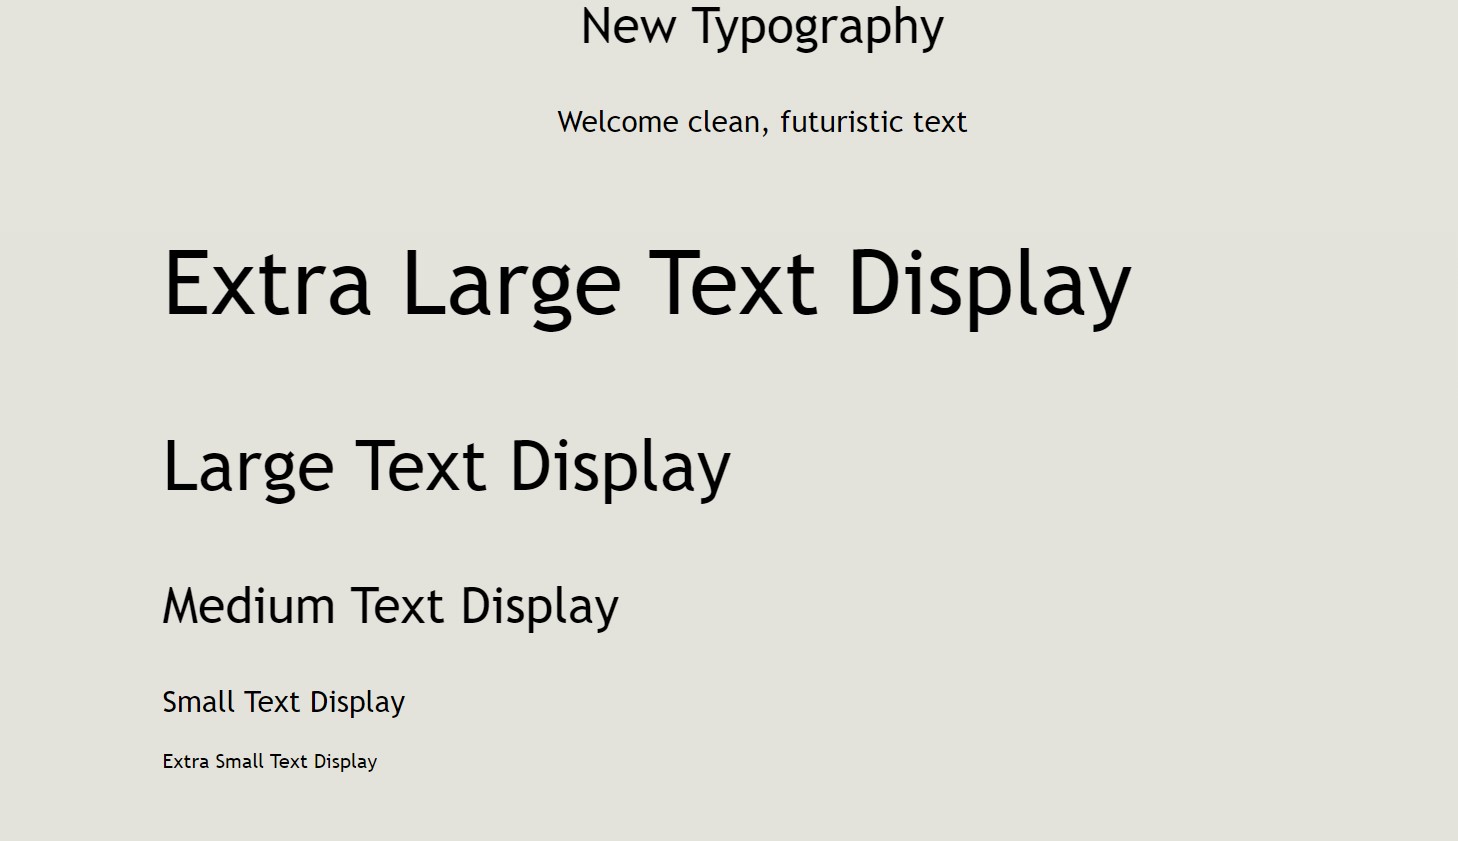 New Typography
Welcome clean, futuristic text
Extra Large Text Display
Large Text Display
Medium Text Display
Small Text Display
Extra Small Text Display